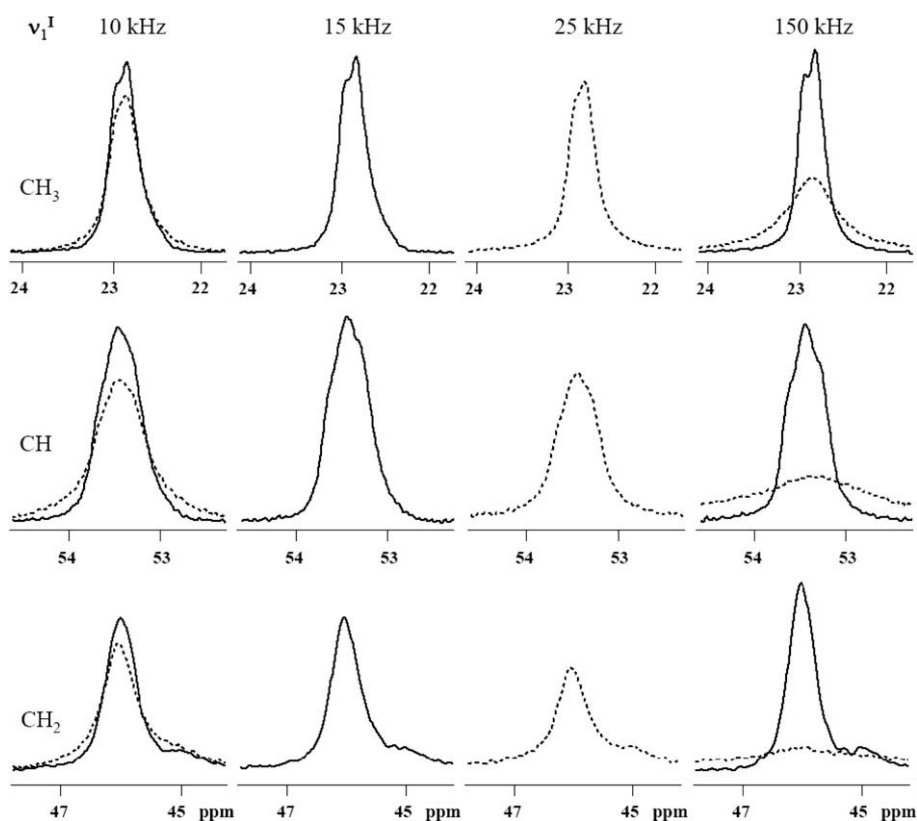 ν₁ᴵ 10 kHz 15 kHz 25 kHz 150 kHz
CH₃
24 23 22 24 23 22 24 23 22 24 23 22
CH
54 53 54 53 54 53 54 53
CH₂
47 45 ppm 47 45 ppm 47 45 ppm 47 45 ppm